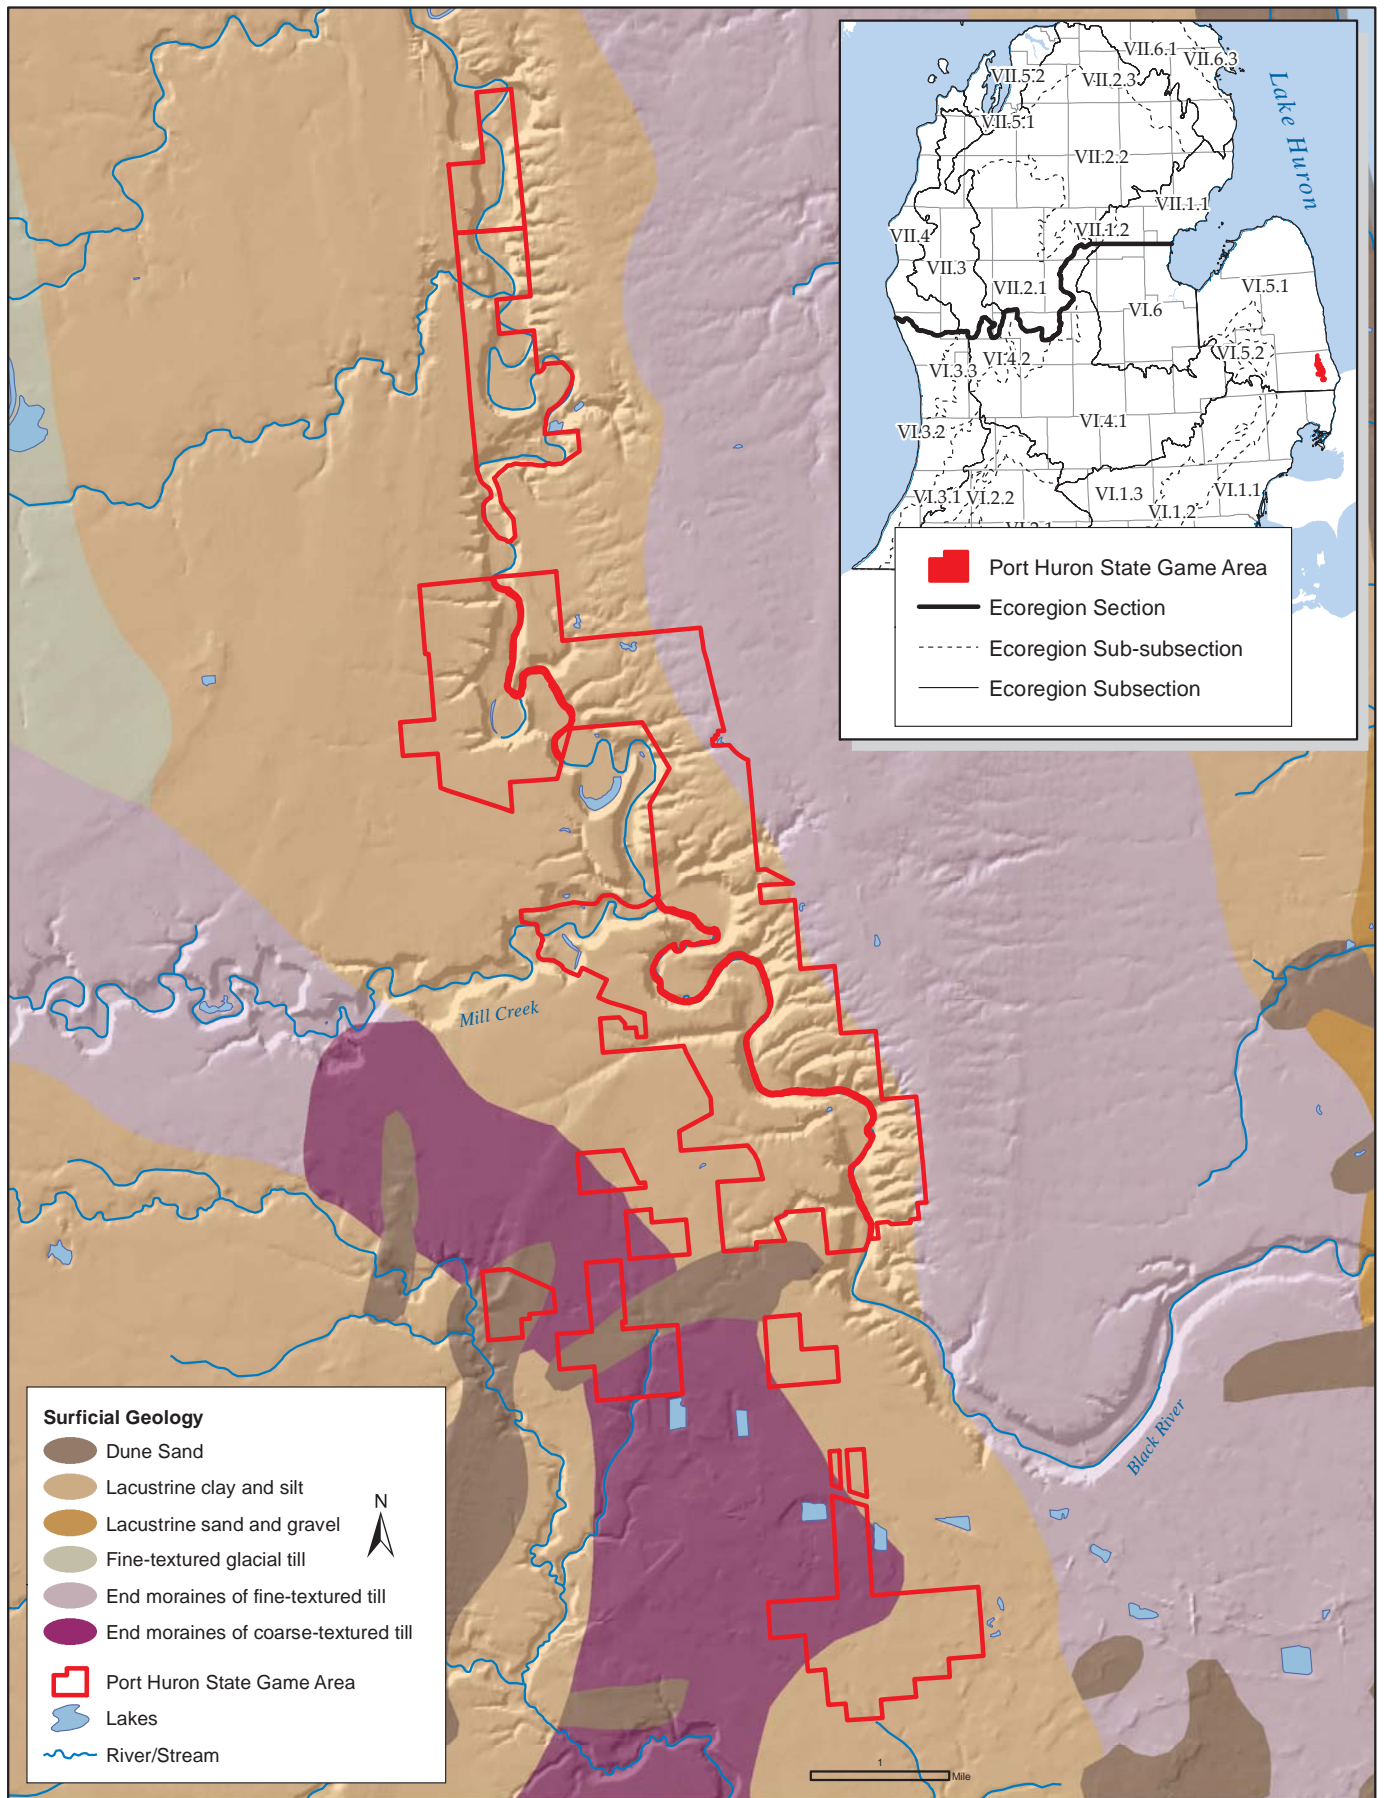 VII.6.1
VII.6.3
VII.5.2
VII.2.3
VII.5.1
VII.2.2
VII.1.1
VII.4
VII.1.2
VII.3
VII.2.1
VI.5.1
VI.6
VI.5.2
VI.4.2
VI.3.3
VI.4.1
VI.3.2
VI.3.1
VI.2.2
VI.1.3
VI.1.1
VI.1.2
VI.2.1
Lake Huron
Port Huron State Game Area
Ecoregion Section
Ecoregion Sub-subsection
Ecoregion Subsection
Mill Creek
Black River
Surficial Geology
Dune Sand
Lacustrine clay and silt
Lacustrine sand and gravel
Fine-textured glacial till
End moraines of fine-textured till
End moraines of coarse-textured till
Port Huron State Game Area
Lakes
River/Stream
N
1
Mile